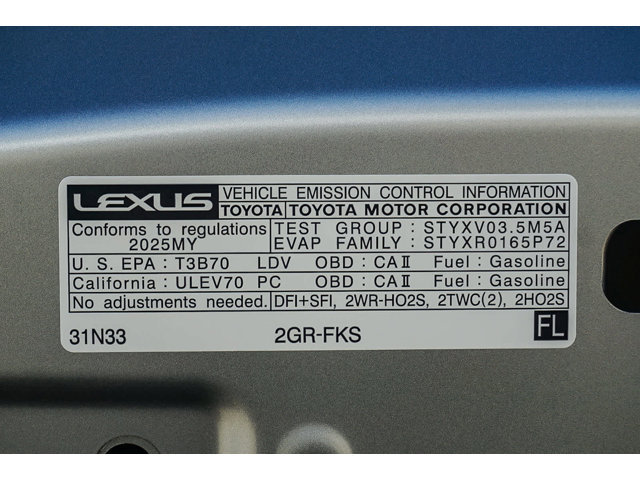 LEXUS VEHICLE EMISSION CONTROL INFORMATION
TOYOTA TOYOTA MOTOR CORPORATION
Conforms to regulations TEST GROUP : STYXV03.5M5A
2025MY EVAP FAMILY : STYXR0165P72
U. S. EPA : T3B70 LDV OBD : CAⅡ Fuel : Gasoline
California : ULEV70 PC OBD : CAⅡ Fuel : Gasoline
No adjustments needed. DFI+SFI, 2WR-HO2S, 2TWC(2), 2HO2S
31N33 2GR-FKS FL